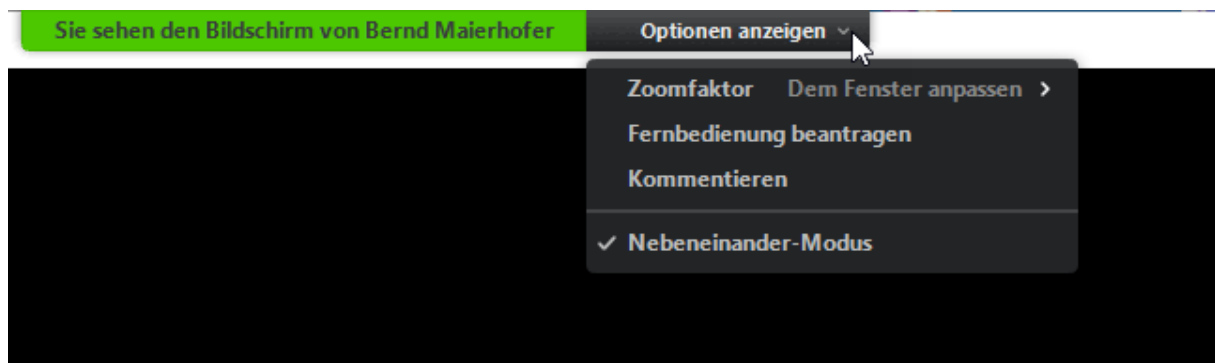 Sie sehen den Bildschirm von Bernd Maierhofer Optionen anzeigen
Zoomfaktor Dem Fenster anpassen
Fernbedienung beantragen
Kommentieren
Nebeneinander-Modus